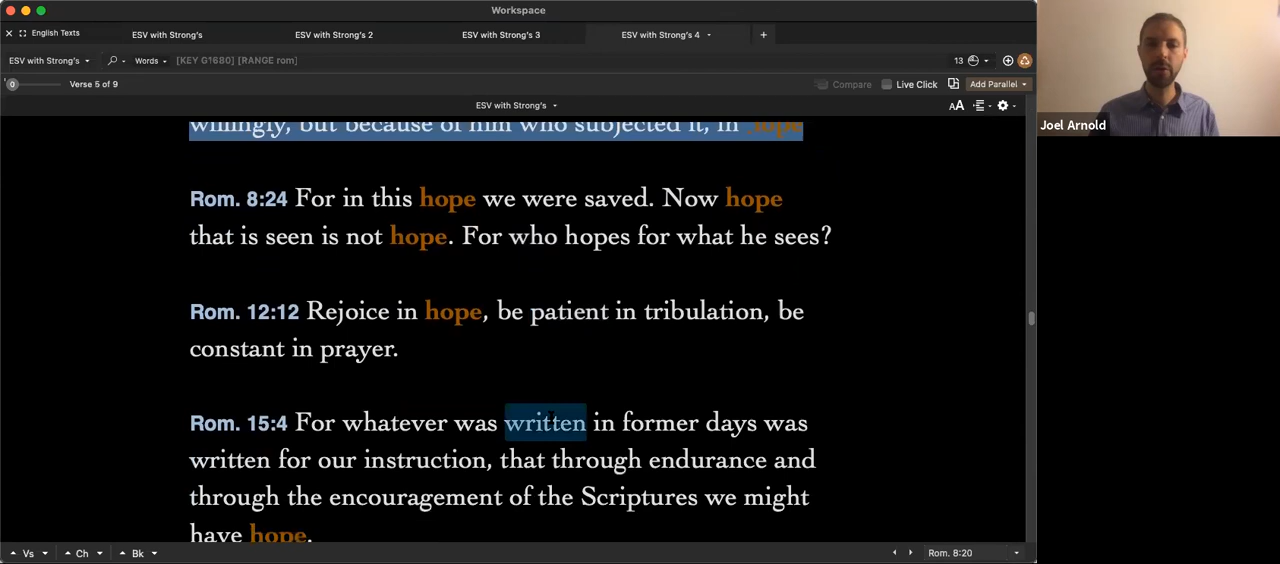 Workspace
English Texts
ESV with Strong's
ESV with Strong's 2
ESV with Strong's 3
ESV with Strong's 4
+
ESV with Strong's
Words
[KEY G1680] [RANGE rom]
13
0
Verse 5 of 9
Compare
Live Click
Add Parallel
ESV with Strong's
AA
willingly, but because of him who subjected it, in hope
Rom. 8:24 For in this hope we were saved. Now hope
that is seen is not hope. For who hopes for what he sees?
Rom. 12:12 Rejoice in hope, be patient in tribulation, be
constant in prayer.
Rom. 15:4 For whatever was written in former days was
written for our instruction, that through endurance and
through the encouragement of the Scriptures we might
have hope.
Vs
Ch
Bk
Rom. 8:20
Joel Arnold